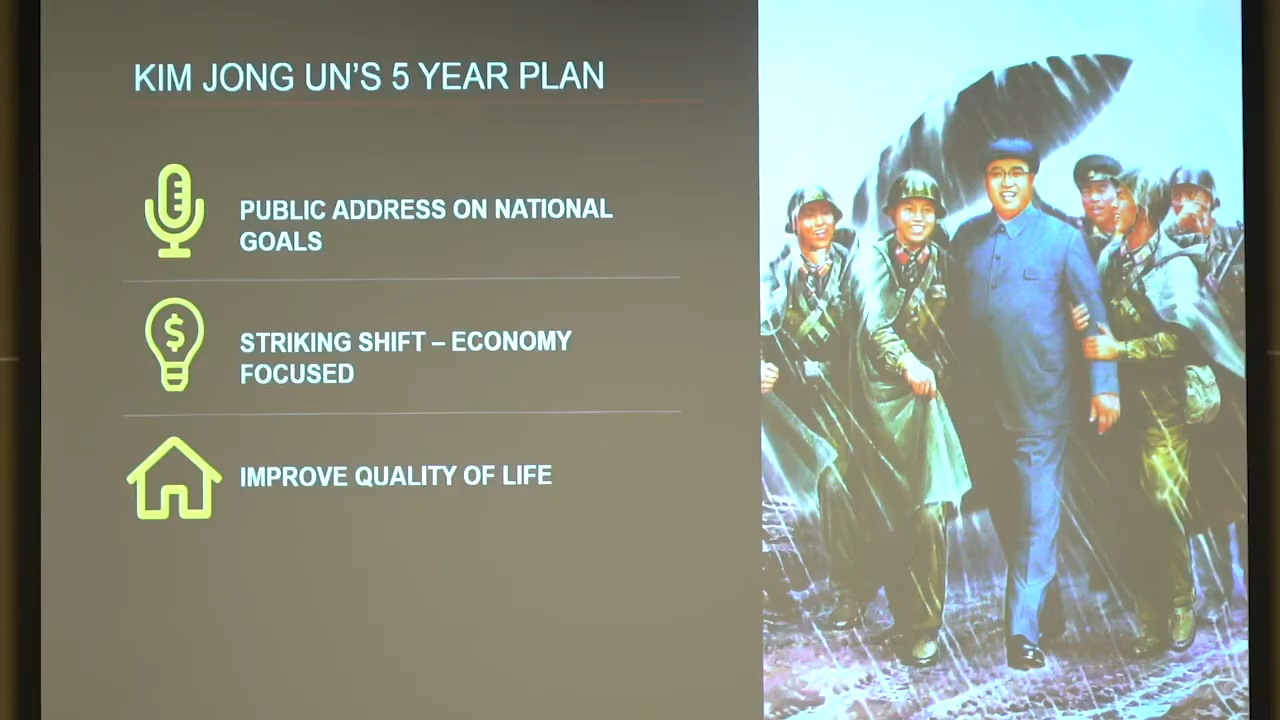 KIM JONG UN'S 5 YEAR PLAN
PUBLIC ADDRESS ON NATIONAL
GOALS
STRIKING SHIFT – ECONOMY
FOCUSED
IMPROVE QUALITY OF LIFE